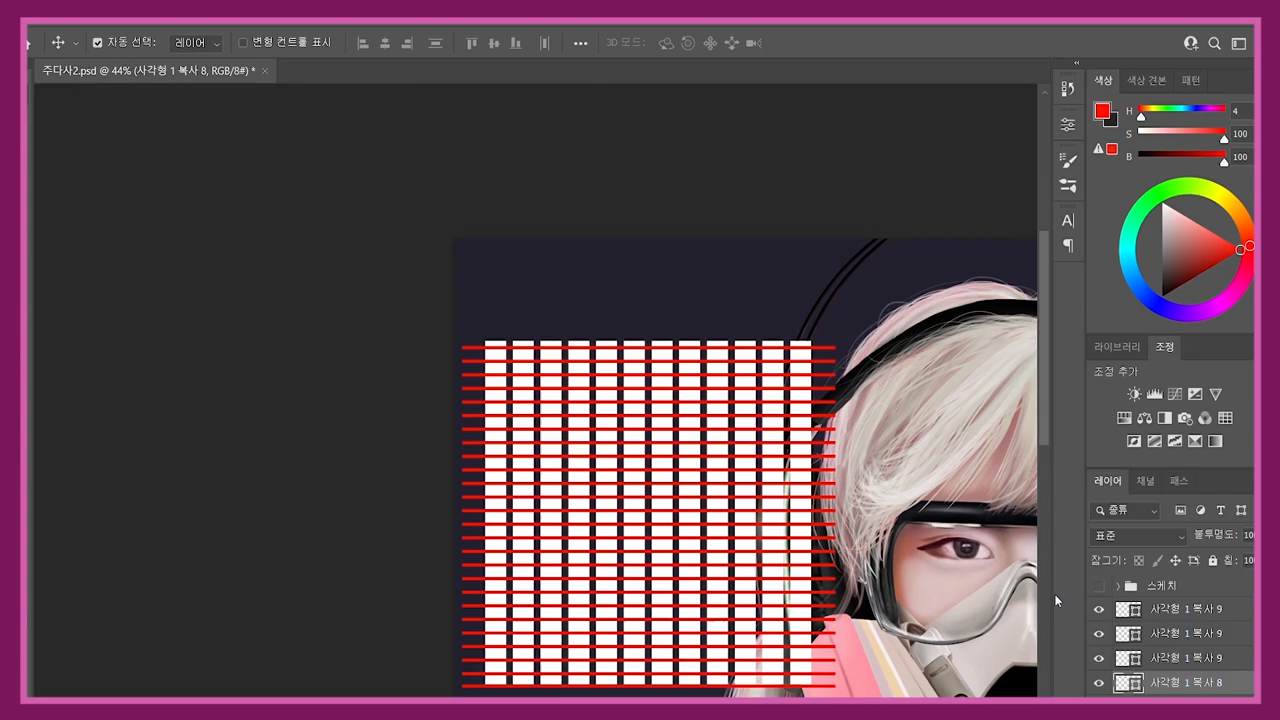 자동 선택: 레이어 변형 컨트롤 표시 3D 모드:
주다사2.psd @ 44% (사각형 1 복사 8, RGB/8#) * ×
색상 색상 견본 패턴
H 4
S 100
B 100
라이브러리 조정
조정 추가
레이어 채널 패스
종류
표준 불투명도: 100
잠그기: 칠: 100
스케치
사각형 1 복사 9
사각형 1 복사 9
사각형 1 복사 9
사각형 1 복사 8